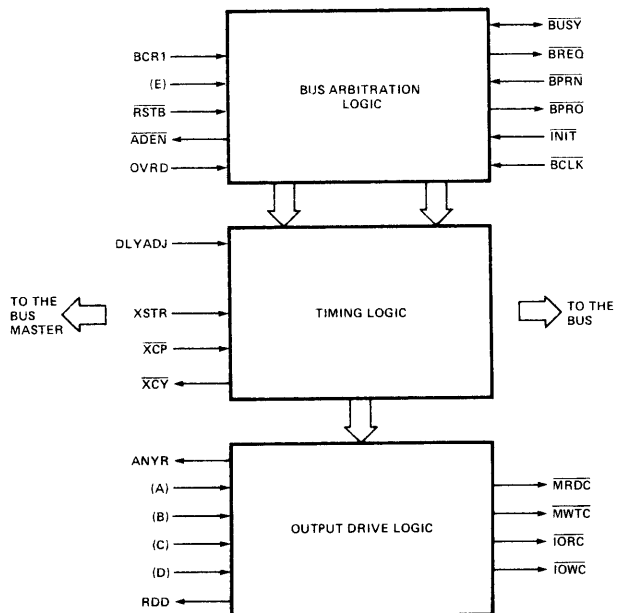 BCR1
(E)
RSTB
ADEN
OVRD
BUS ARBITRATION
LOGIC
BUSY
BREQ
BPRN
BPRO
INIT
BCLK
DLYADJ
XSTR
XCP
XCY
TO THE
BUS
MASTER
TIMING LOGIC
TO THE
BUS
ANYR
(A)
(B)
(C)
(D)
RDD
OUTPUT DRIVE LOGIC
MRDC
MWTC
IORC
IOWC